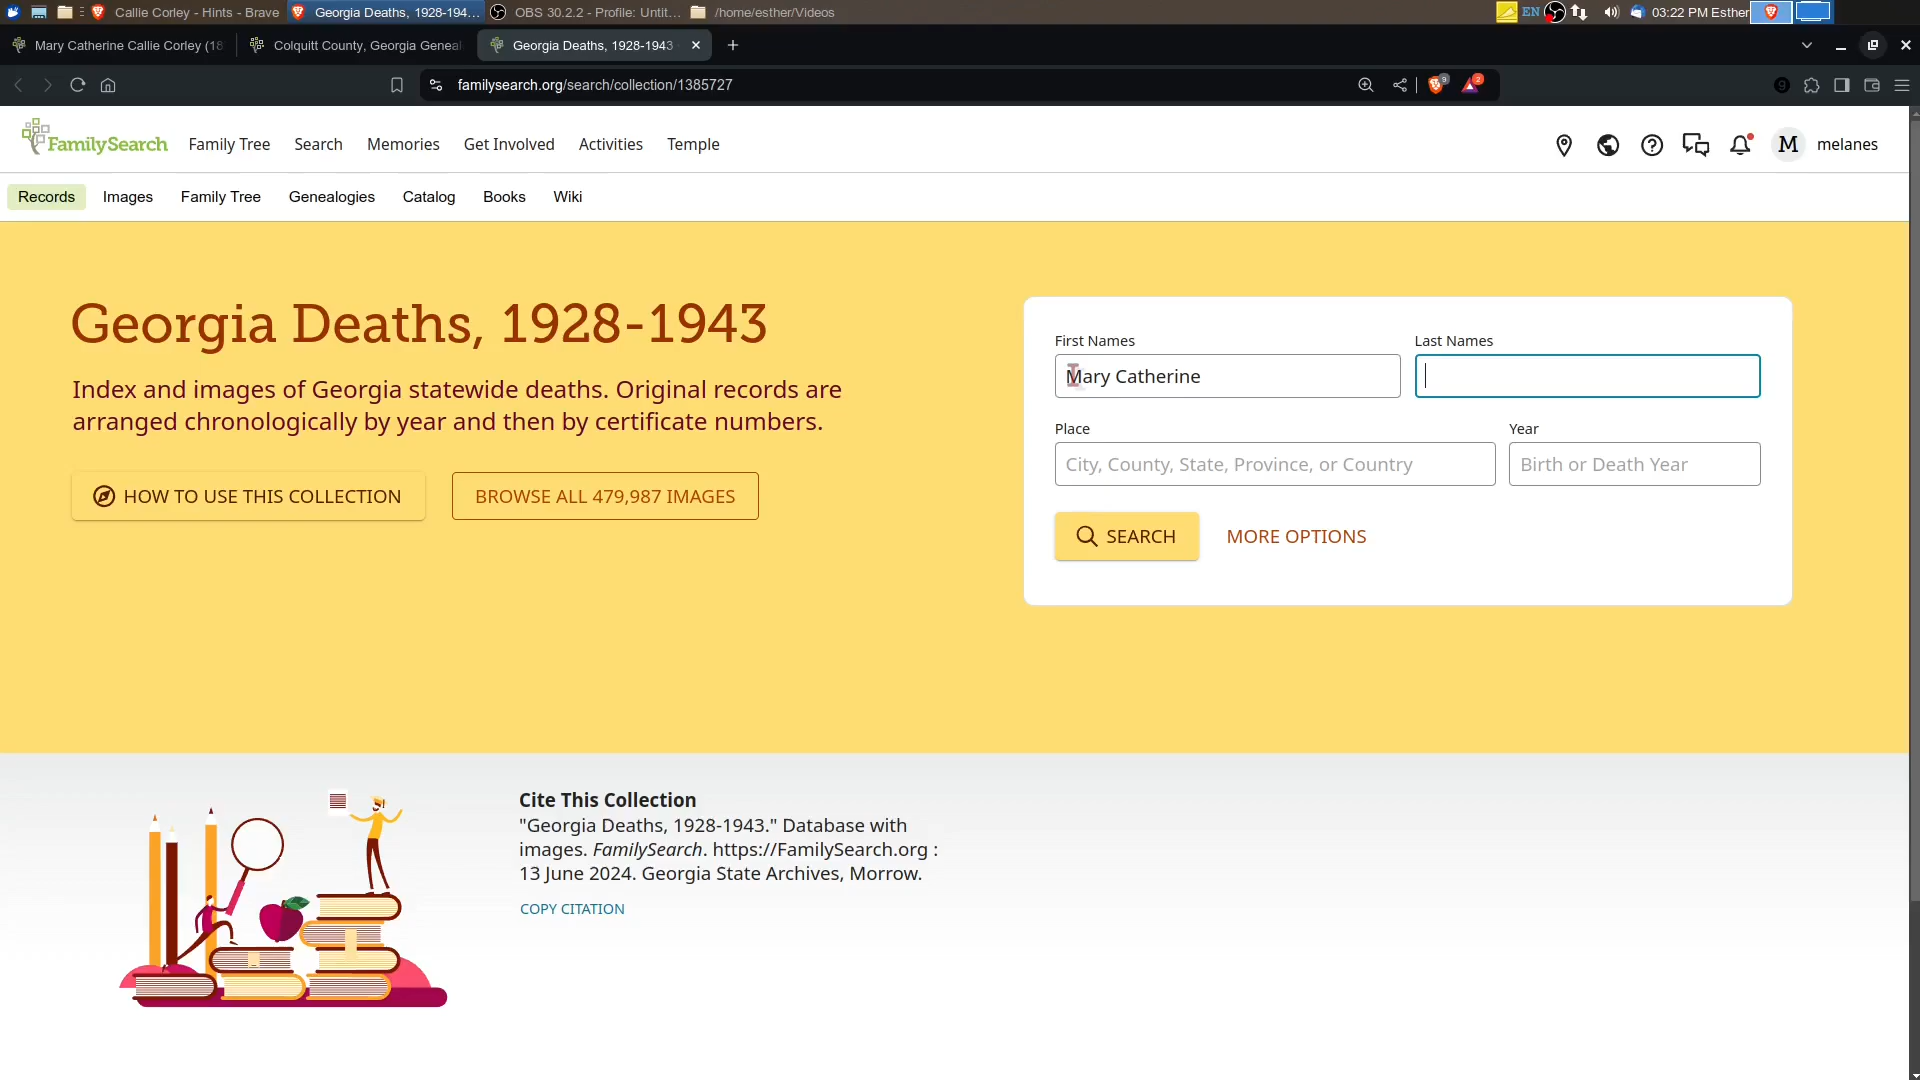 Callie Corley - Hints - Brave
Georgia Deaths, 1928-194...
OBS 30.2.2 - Profile: Untit...
/home/esther/Videos
EN
03:22 PM Esther
Mary Catherine Callie Corley (18
Colquitt County, Georgia Geneal
Georgia Deaths, 1928-1943
familysearch.org/search/collection/1385727
9
2
9
FamilySearch
Family Tree
Search
Memories
Get Involved
Activities
Temple
M
melanes
Records
Images
Family Tree
Genealogies
Catalog
Books
Wiki
Georgia Deaths, 1928-1943
Index and images of Georgia statewide deaths. Original records are
arranged chronologically by year and then by certificate numbers.
HOW TO USE THIS COLLECTION
BROWSE ALL 479,987 IMAGES
First Names
Last Names
Mary Catherine
Place
Year
City, County, State, Province, or Country
Birth or Death Year
SEARCH
MORE OPTIONS
Cite This Collection
"Georgia Deaths, 1928-1943." Database with
images. FamilySearch. https://FamilySearch.org :
13 June 2024. Georgia State Archives, Morrow.
COPY CITATION